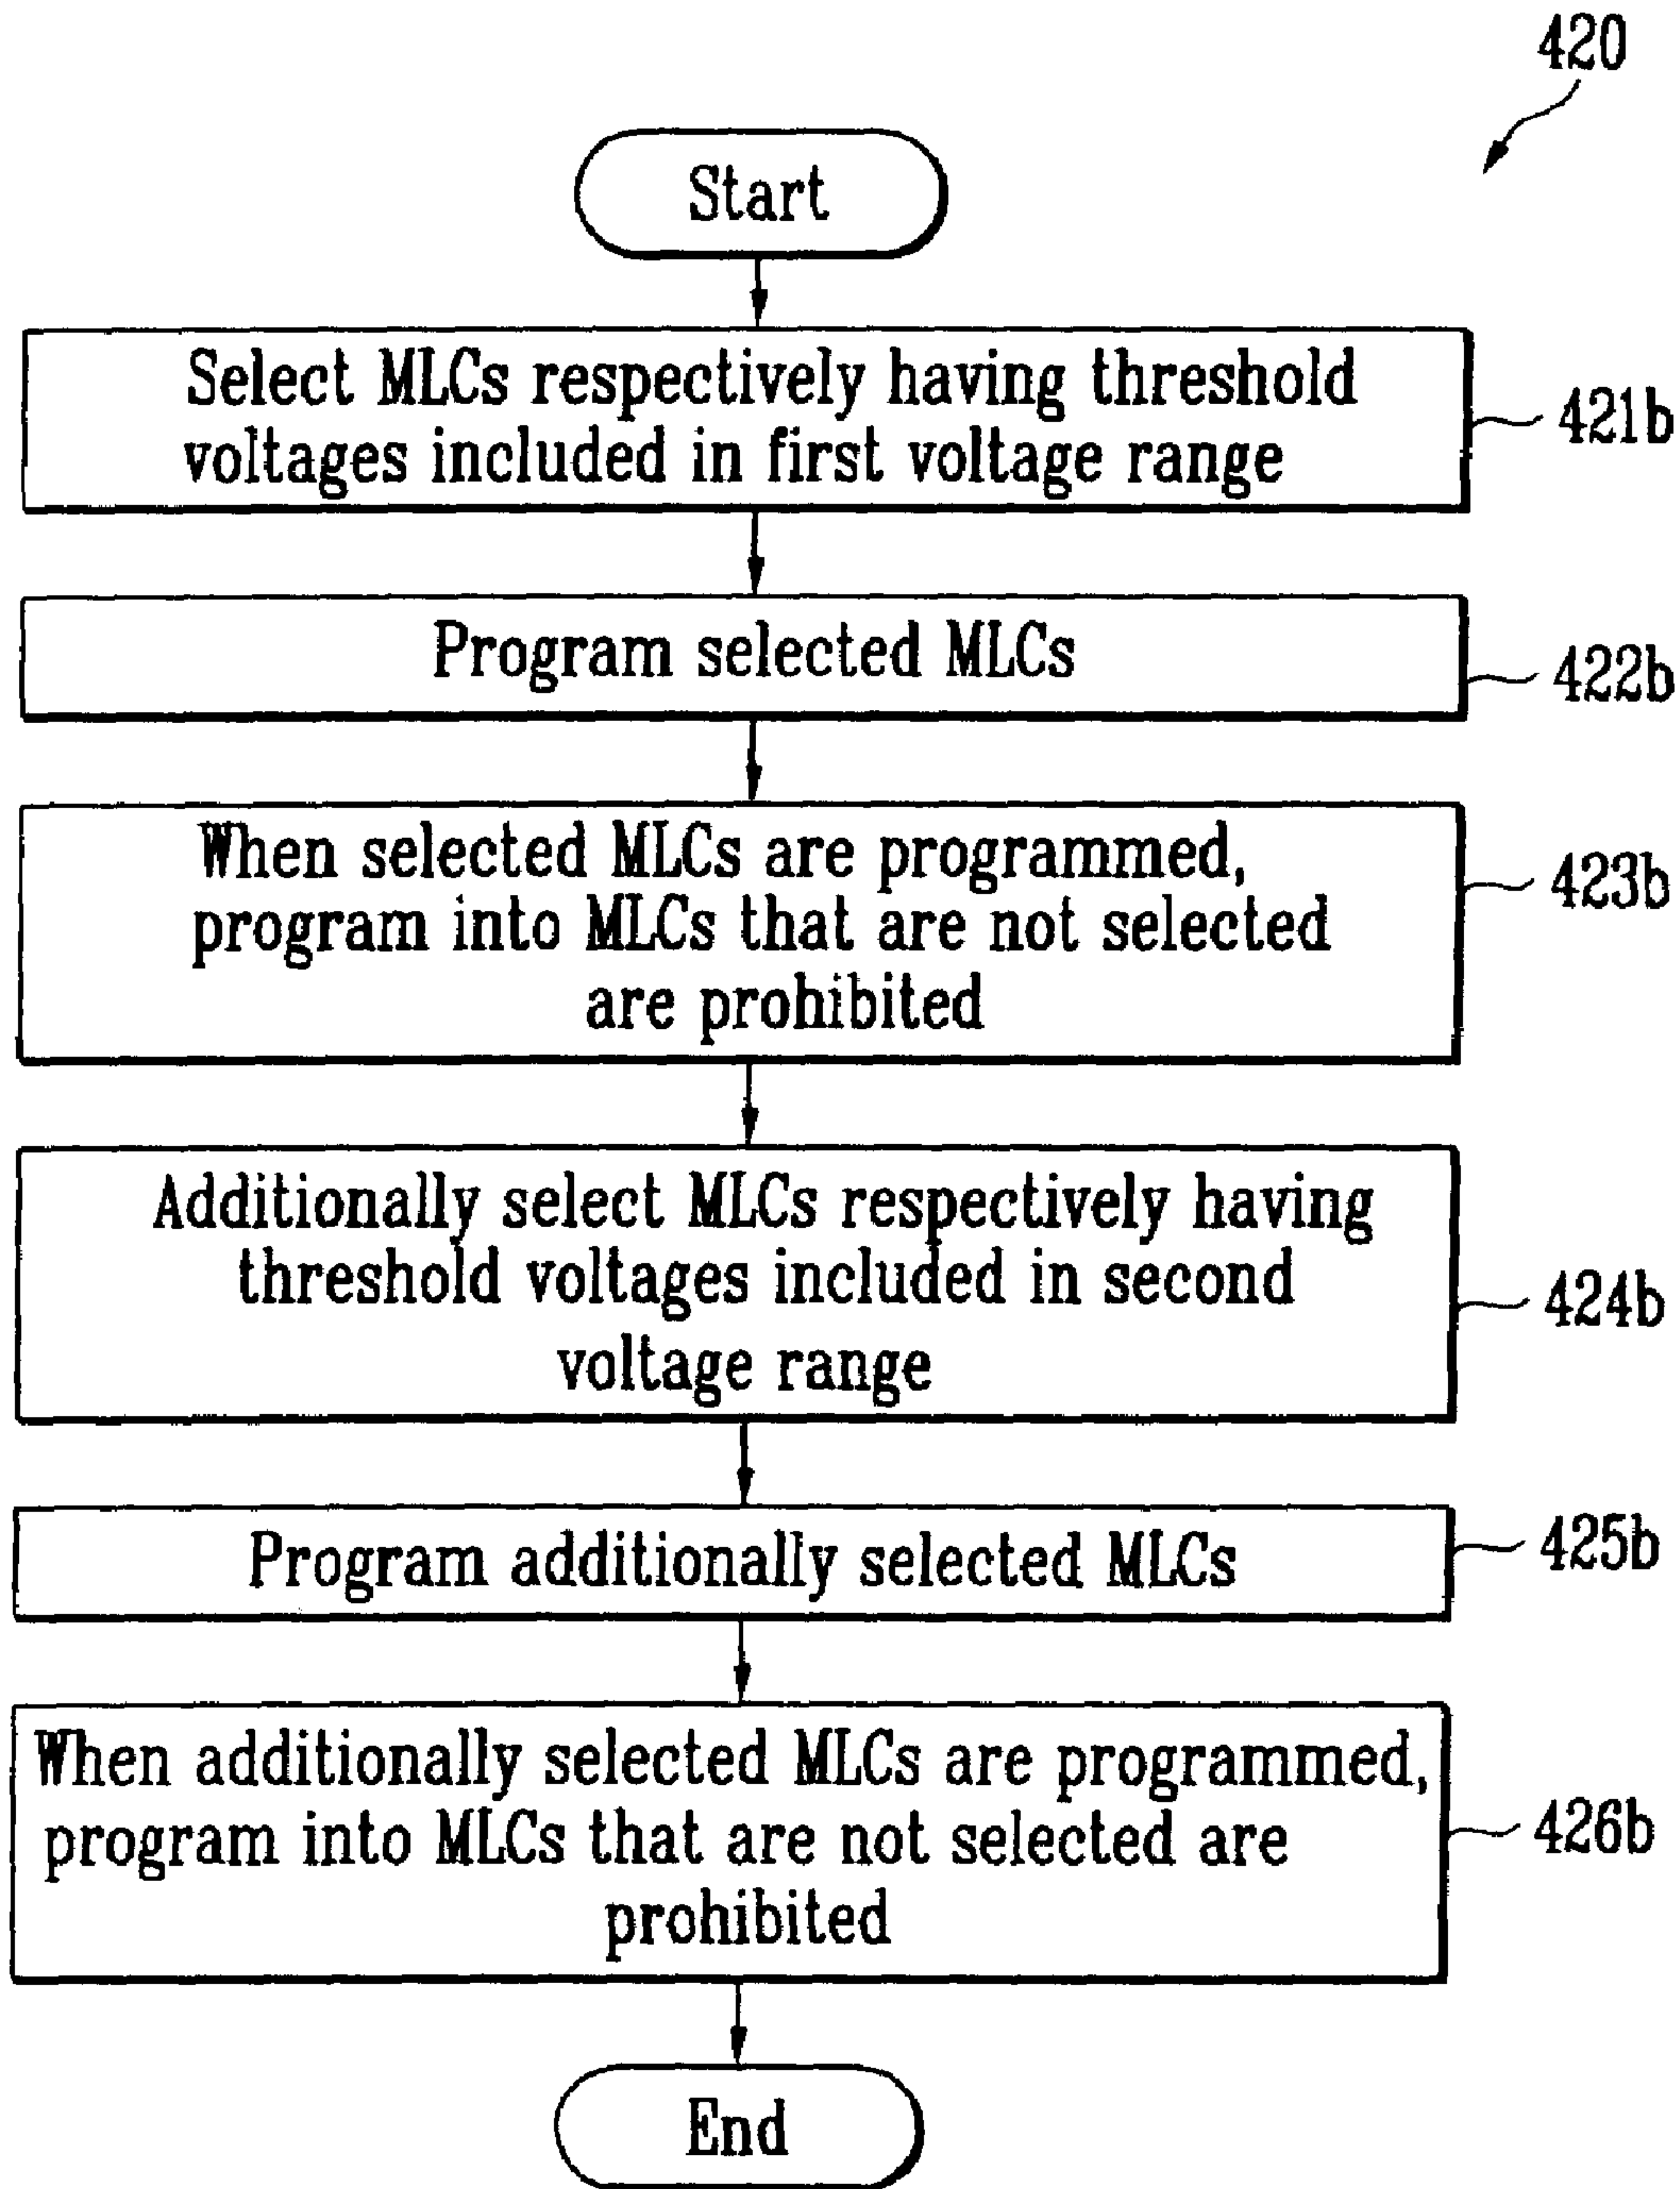 420
Start
Select MLCs respectively having threshold
voltages included in first voltage range
421b
Program selected MLCs
422b
When selected MLCs are programmed,
program into MLCs that are not selected
are prohibited
423b
Additionally select MLCs respectively having
threshold voltages included in second
voltage range
424b
Program additionally selected MLCs
425b
When additionally selected MLCs are programmed,
program into MLCs that are not selected are
prohibited
426b
End